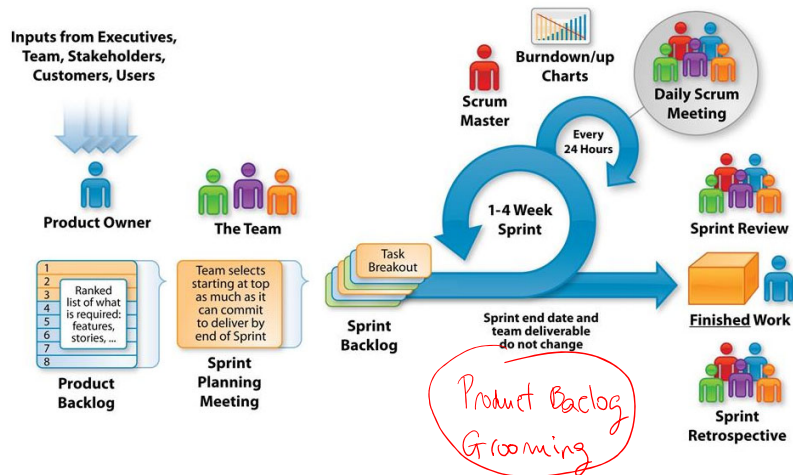 Inputs from Executives,
Team, Stakeholders,
Customers, Users
Product Owner
The Team
1
2
3
4
5
6
7
8
Ranked
list of what
is required:
features,
stories, ...
Product
Backlog
Team selects
starting at top
as much as it
can commit
to deliver by
end of Sprint
Sprint
Planning
Meeting
Task
Breakout
Sprint
Backlog
Scrum
Master
Burndown/up
Charts
Every
24 Hours
Daily Scrum
Meeting
1-4 Week
Sprint
Sprint end date and
team deliverable
do not change
Sprint Review
Finished Work
Sprint
Retrospective
Product Baclog
Grooming